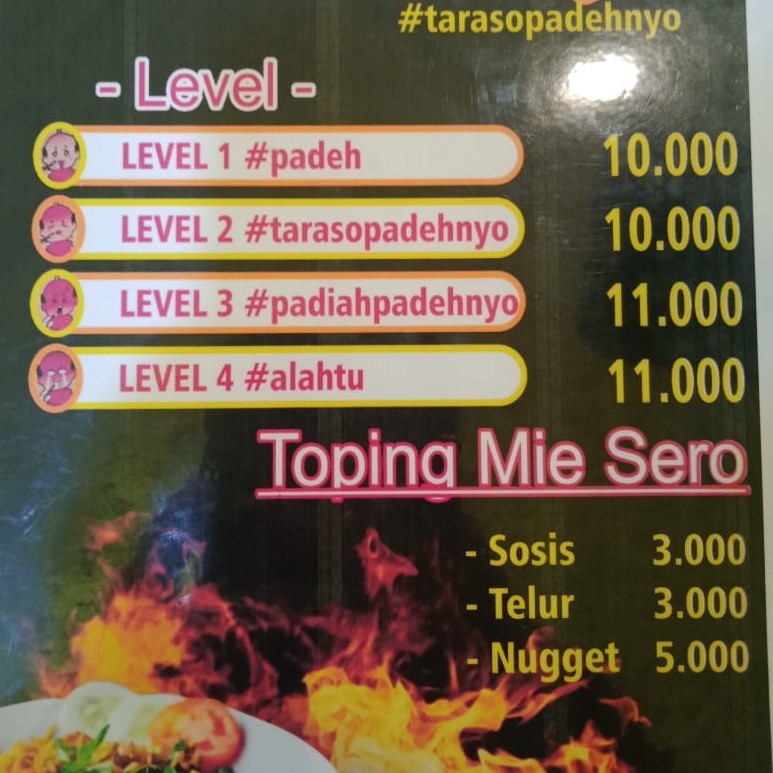 #tarasopadehnyo
- Level -
LEVEL 1 #padeh 10.000
LEVEL 2 #tarasopadehnyo 10.000
LEVEL 3 #padiahpadehnyo 11.000
LEVEL 4 #alahtu 11.000
Toping Mie Sero
- Sosis 3.000
- Telur 3.000
- Nugget 5.000